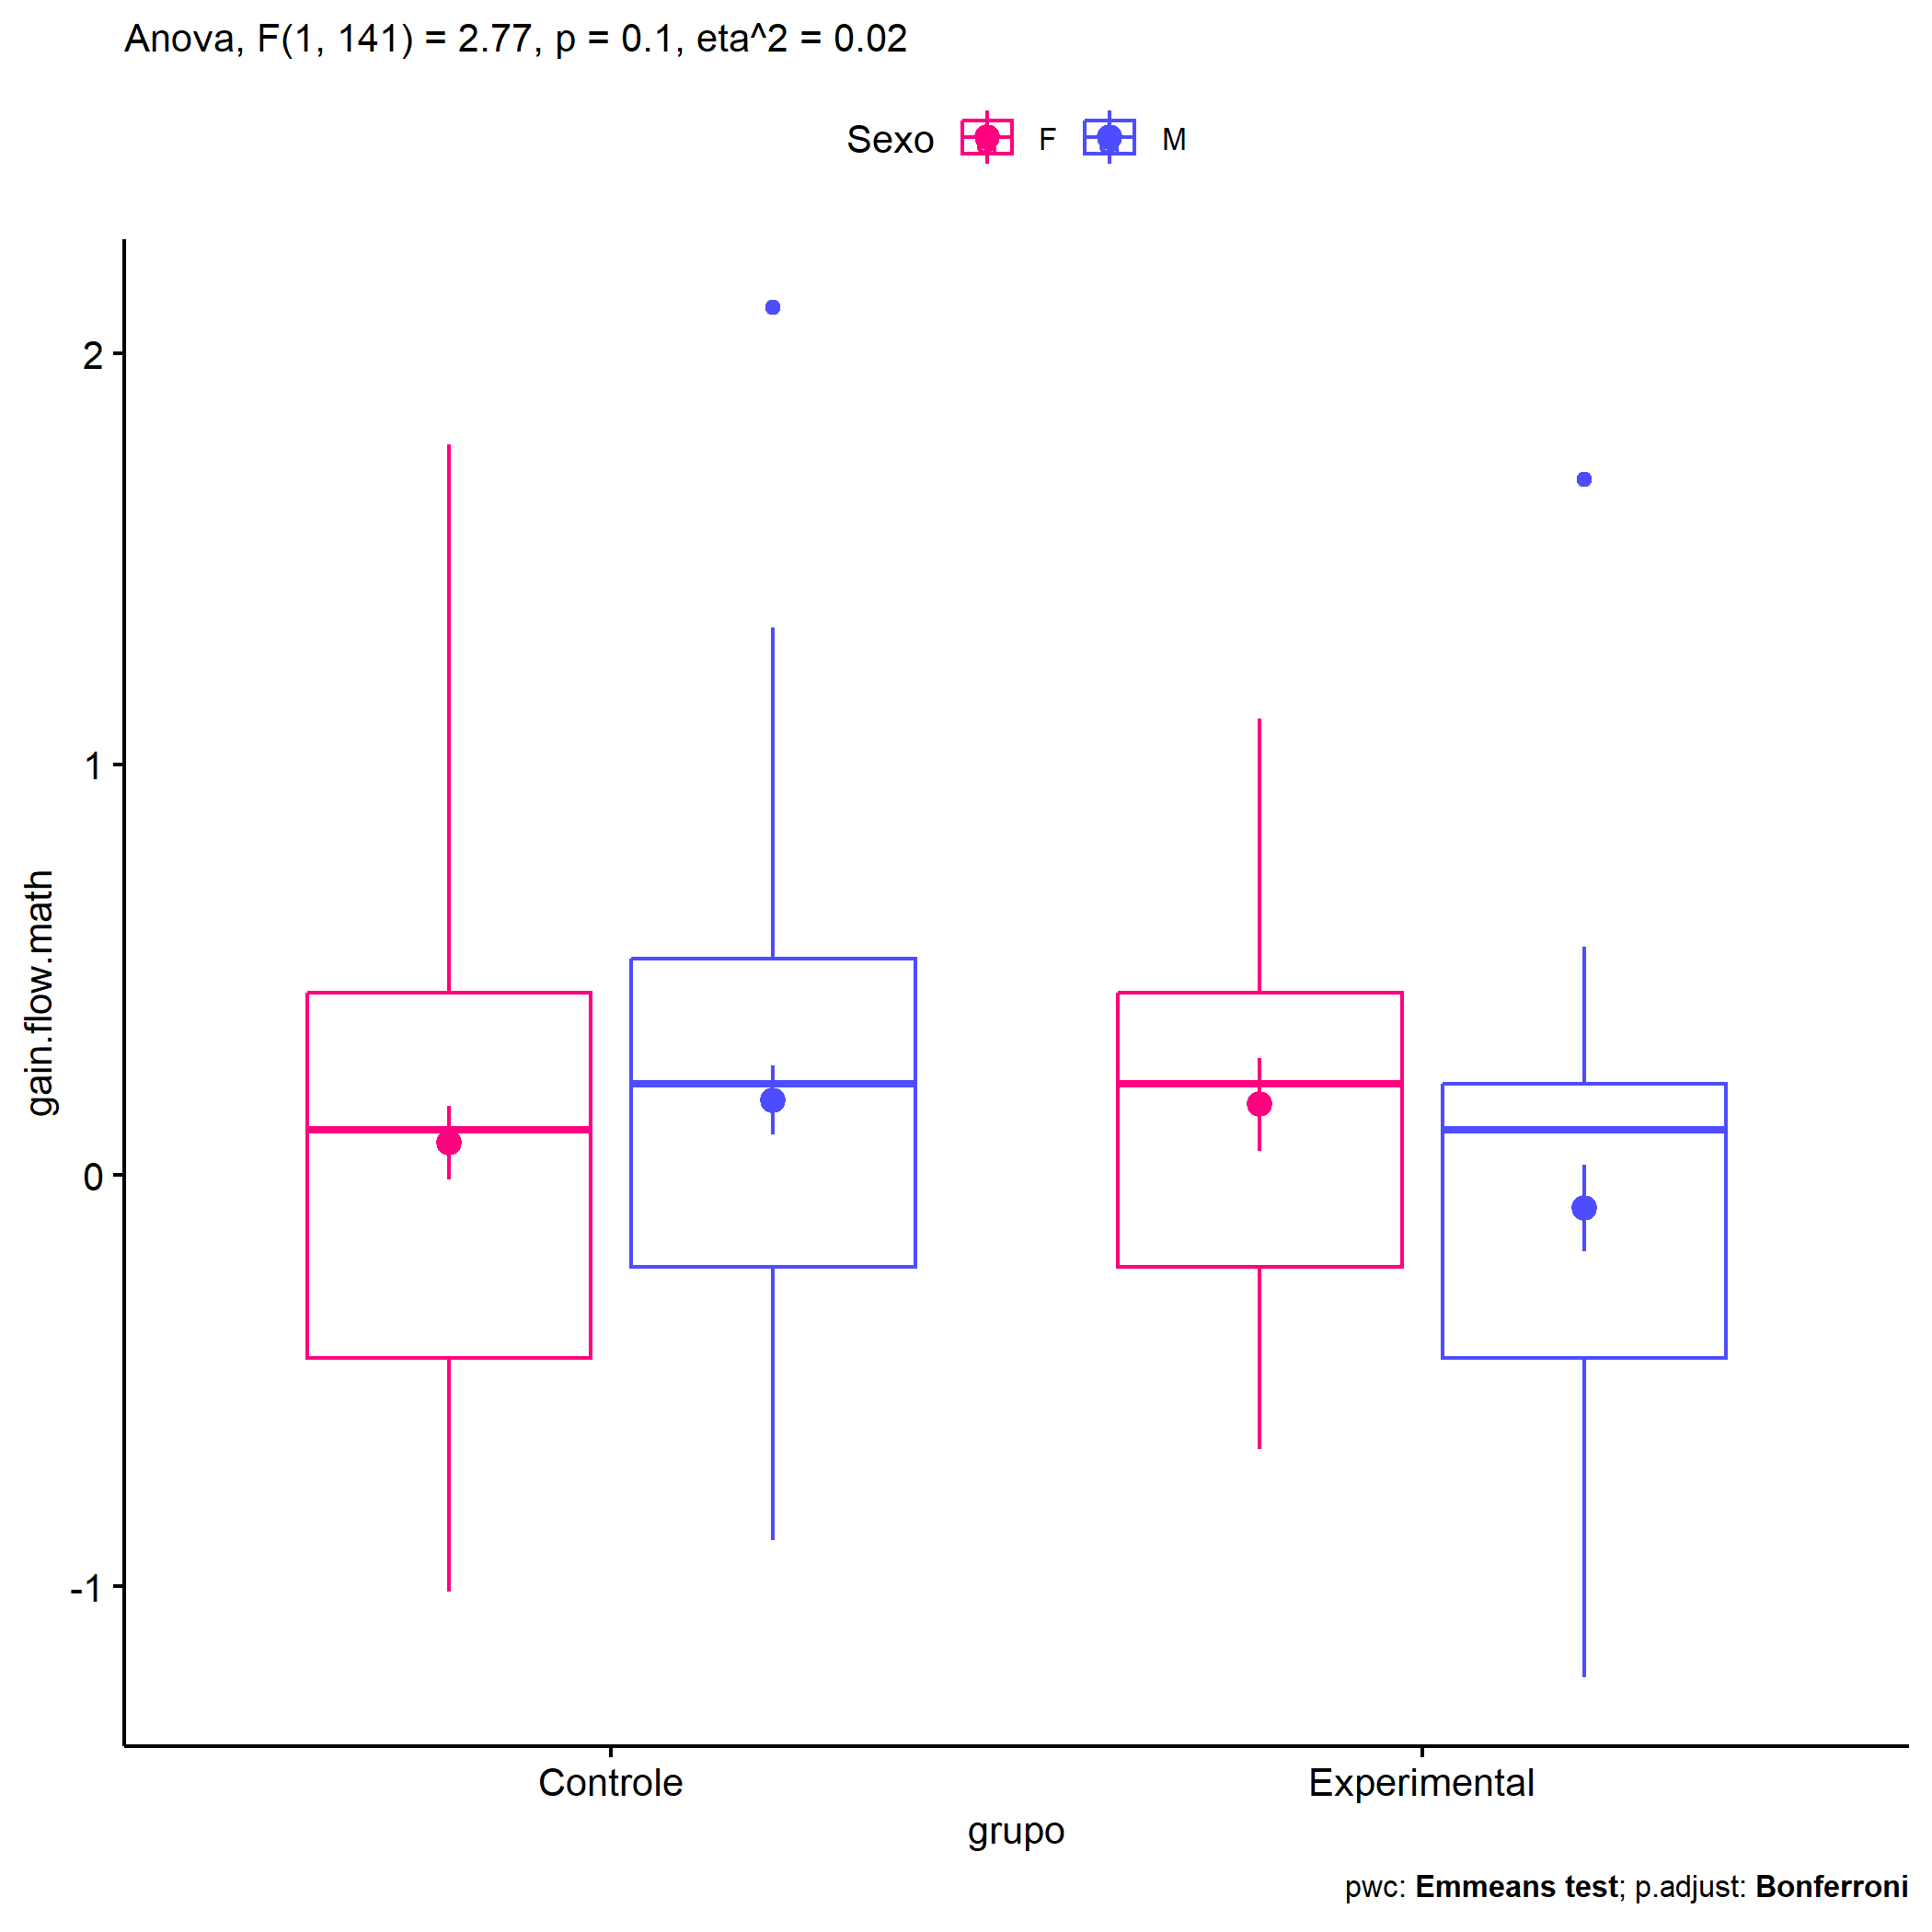 Anova, F(1, 141) = 2.77, p = 0.1, eta^2 = 0.02
Sexo F M
gain.flow.math
2
1
0
-1
Controle Experimental
grupo
pwc: Emmeans test; p.adjust: Bonferroni